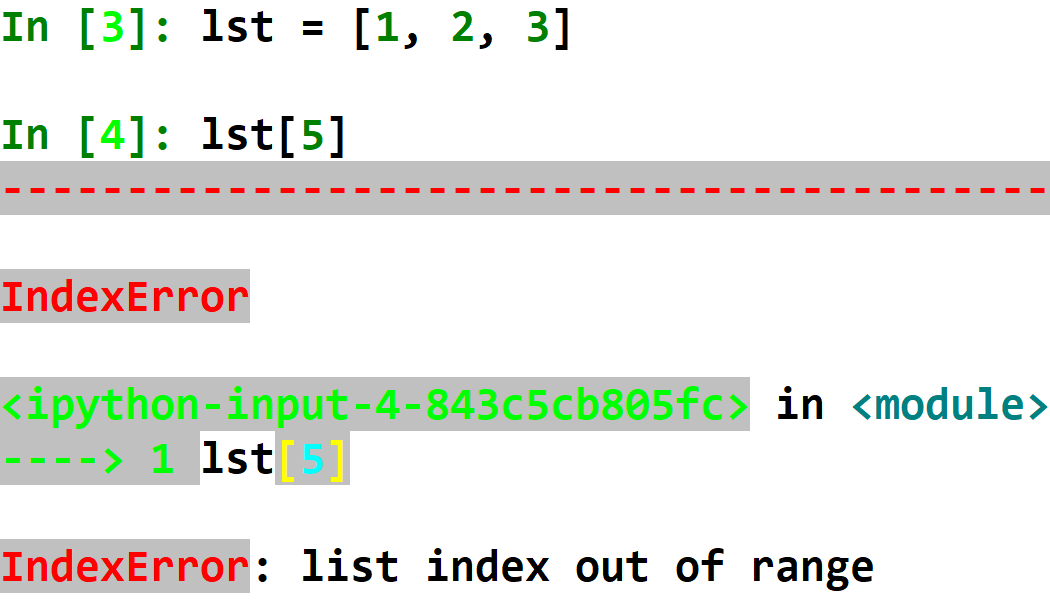 In [3]: lst = [1, 2, 3]
In [4]: lst[5]
------------------------------------------
IndexError
<ipython-input-4-843c5cb805fc> in <module>
----> 1 lst[5]
IndexError: list index out of range